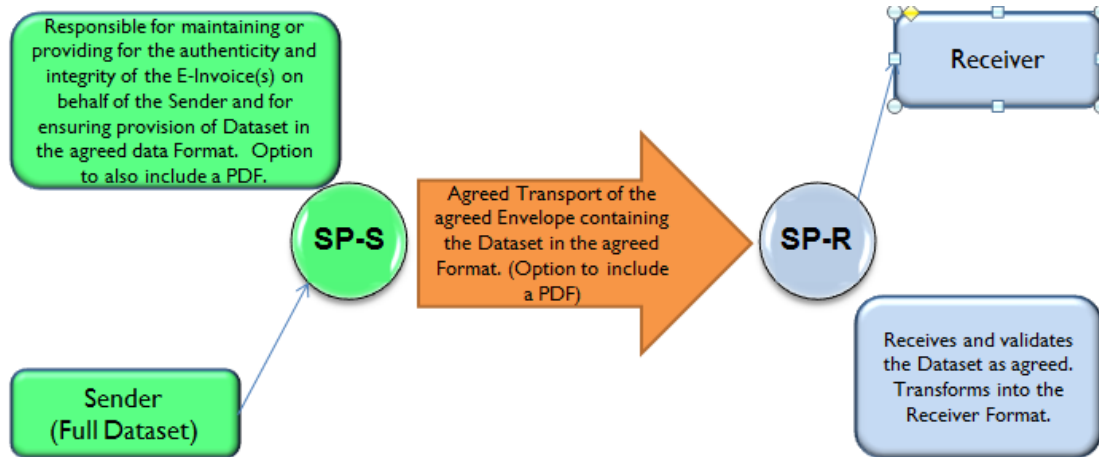 Responsible for maintaining or
providing for the authenticity and
integrity of the E-Invoice(s) on
behalf of the Sender and for
ensuring provision of Dataset in
the agreed data Format. Option
to also include a PDF.
Receiver
SP-S
Agreed Transport of the
agreed Envelope containing
the Dataset in the agreed
Format. (Option to include
a PDF)
SP-R
Sender
(Full Dataset)
Receives and validates
the Dataset as agreed.
Transforms into the
Receiver Format.